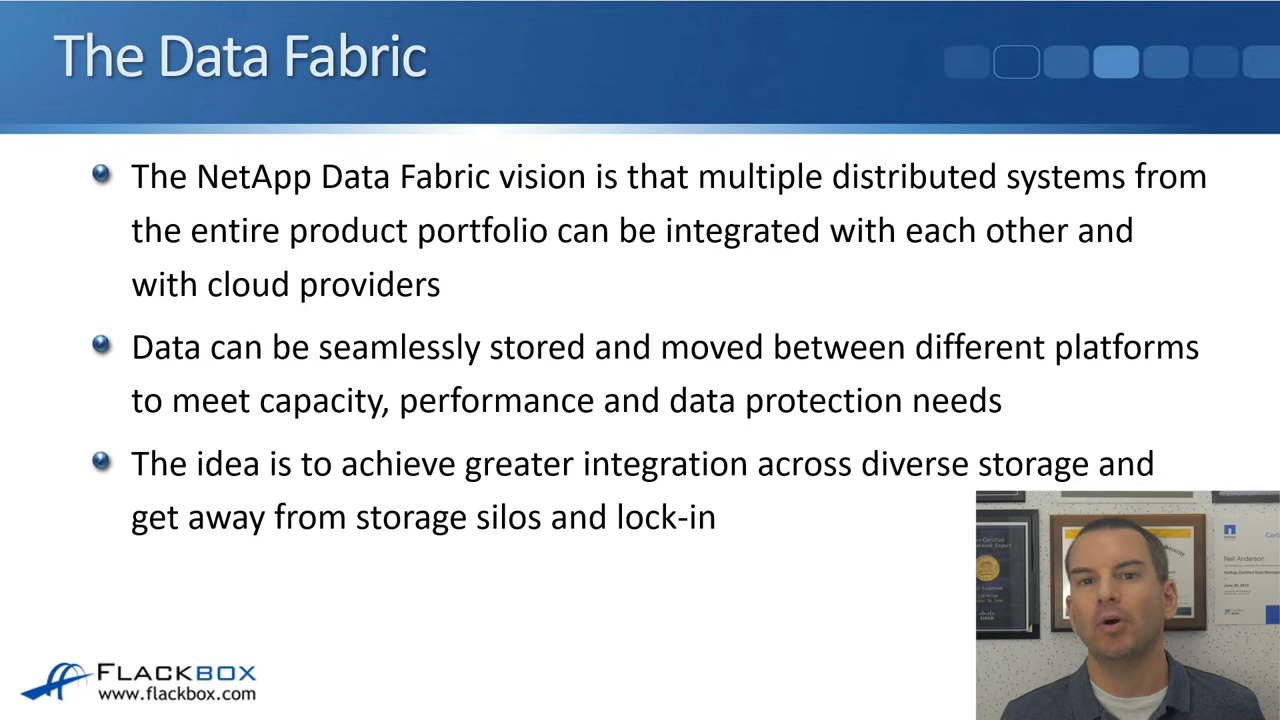 The Data Fabric
The NetApp Data Fabric vision is that multiple distributed systems from
the entire product portfolio can be integrated with each other and
with cloud providers
Data can be seamlessly stored and moved between different platforms
to meet capacity, performance and data protection needs
The idea is to achieve greater integration across diverse storage and
get away from storage silos and lock-in
FLACKBOX
www.flackbox.com
Neil Anderson